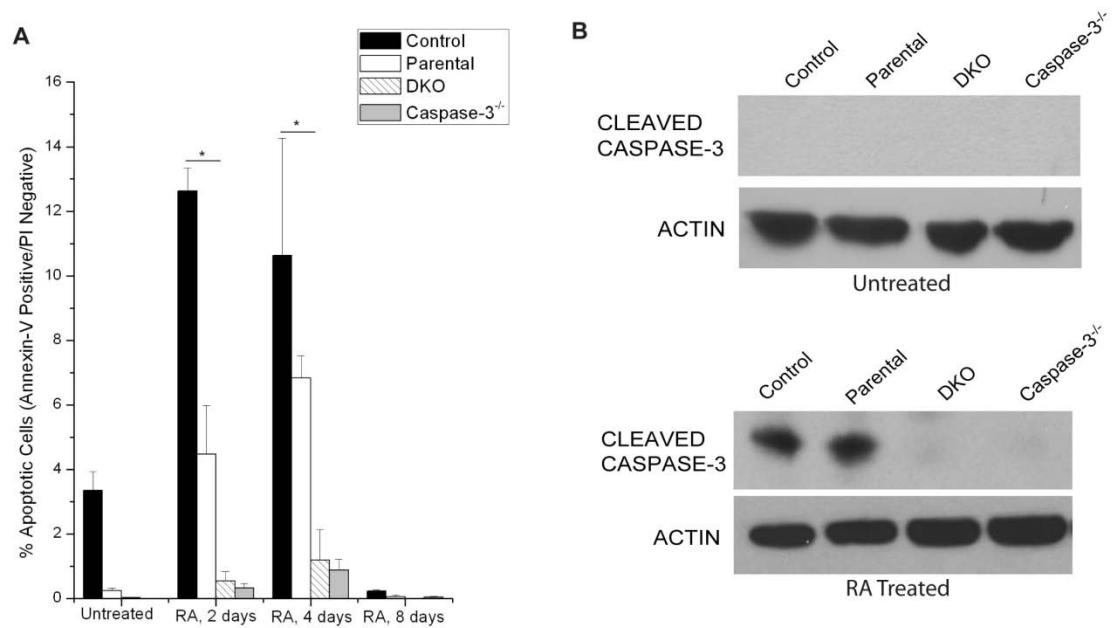 A
Control
Parental
DKO
Caspase-3-/-
% Apoptotic Cells (Annexin-V Positive/PI Negative)
16
14
12
10
8
6
4
2
0
*
*
Untreated
RA, 2 days
RA, 4 days
RA, 8 days
B
Control
Parental
DKO
Caspase-3-/-
CLEAVED
CASPASE-3
ACTIN
Untreated
Control
Parental
DKO
Caspase-3-/-
CLEAVED
CASPASE-3
ACTIN
RA Treated